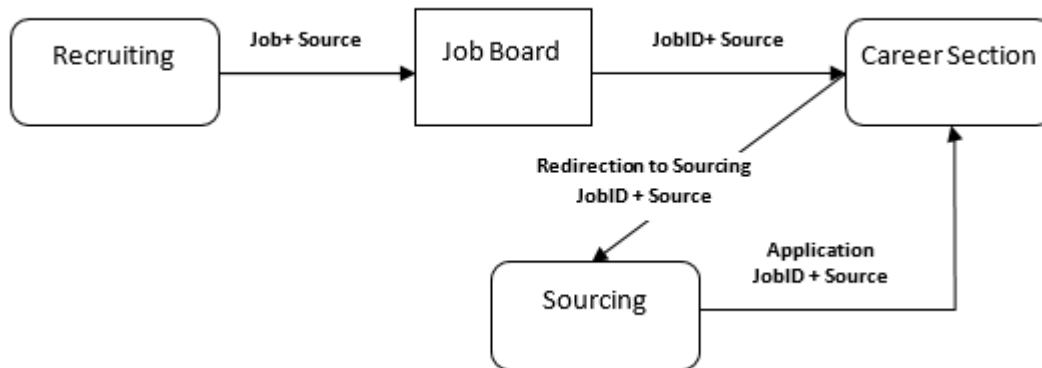 Recruiting
Job+ Source
Job Board
JobID+ Source
Career Section
Redirection to Sourcing
JobID + Source
Sourcing
Application
JobID + Source